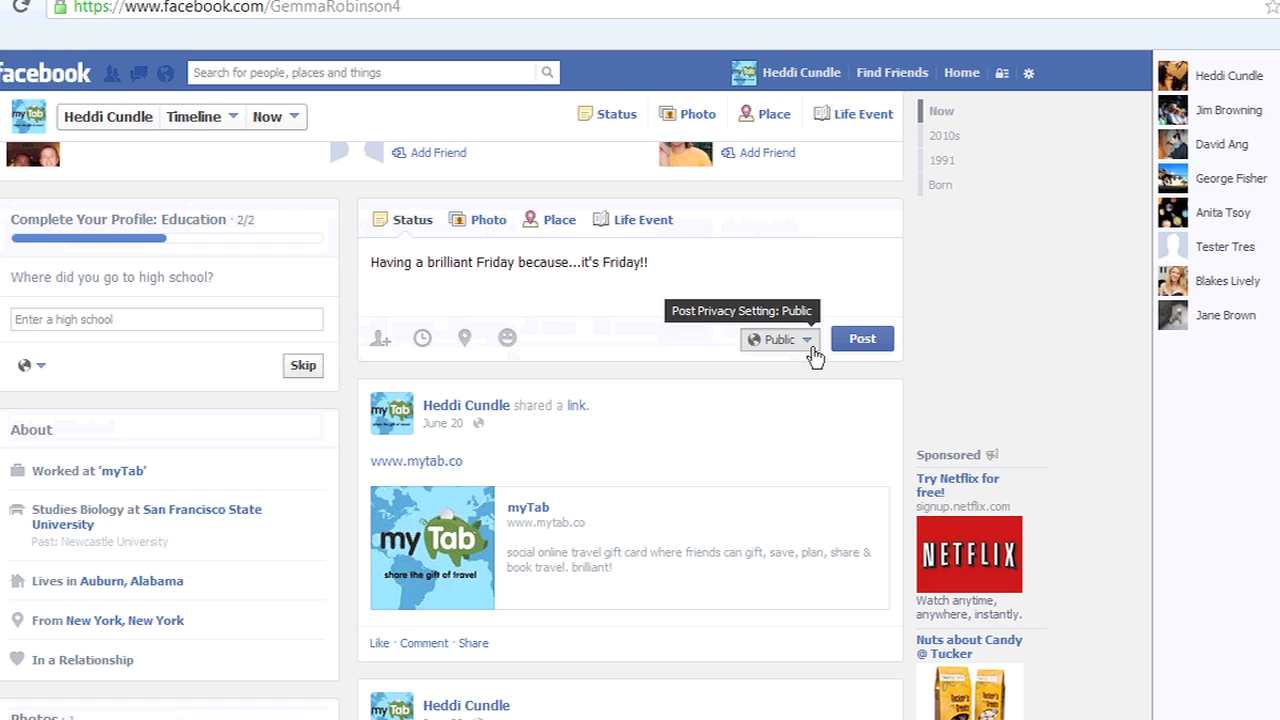 https://www.facebook.com/GemmaRobinson4
facebook
Search for people, places and things
Heddi Cundle
Find Friends
Home
myTab
Heddi Cundle
Timeline
Now
Status
Photo
Place
Life Event
Add Friend
Add Friend
Complete Your Profile: Education · 2/2
Where did you go to high school?
Enter a high school
Skip
About
Worked at 'myTab'
Studies Biology at San Francisco State
University
Past: Newcastle University
Lives in Auburn, Alabama
From New York, New York
In a Relationship
Photos · 1
Status
Photo
Place
Life Event
Having a brilliant Friday because...it's Friday!!
Post Privacy Setting: Public
Public
Post
myTab
Heddi Cundle shared a link.
June 20
www.mytab.co
my Tab
share the gift of travel
myTab
www.mytab.co
social online travel gift card where friends can gift, save, plan, share &
book travel. brilliant!
Like · Comment · Share
myTab
Heddi Cundle
Now
2010s
1991
Born
Sponsored
Try Netflix for
free!
signup.netflix.com
NETFLIX
Watch anytime,
anywhere, instantly.
Nuts about Candy
@ Tucker
Heddi Cundle
Jim Browning
David Ang
George Fisher
Anita Tsoy
Tester Tres
Blakes Lively
Jane Brown